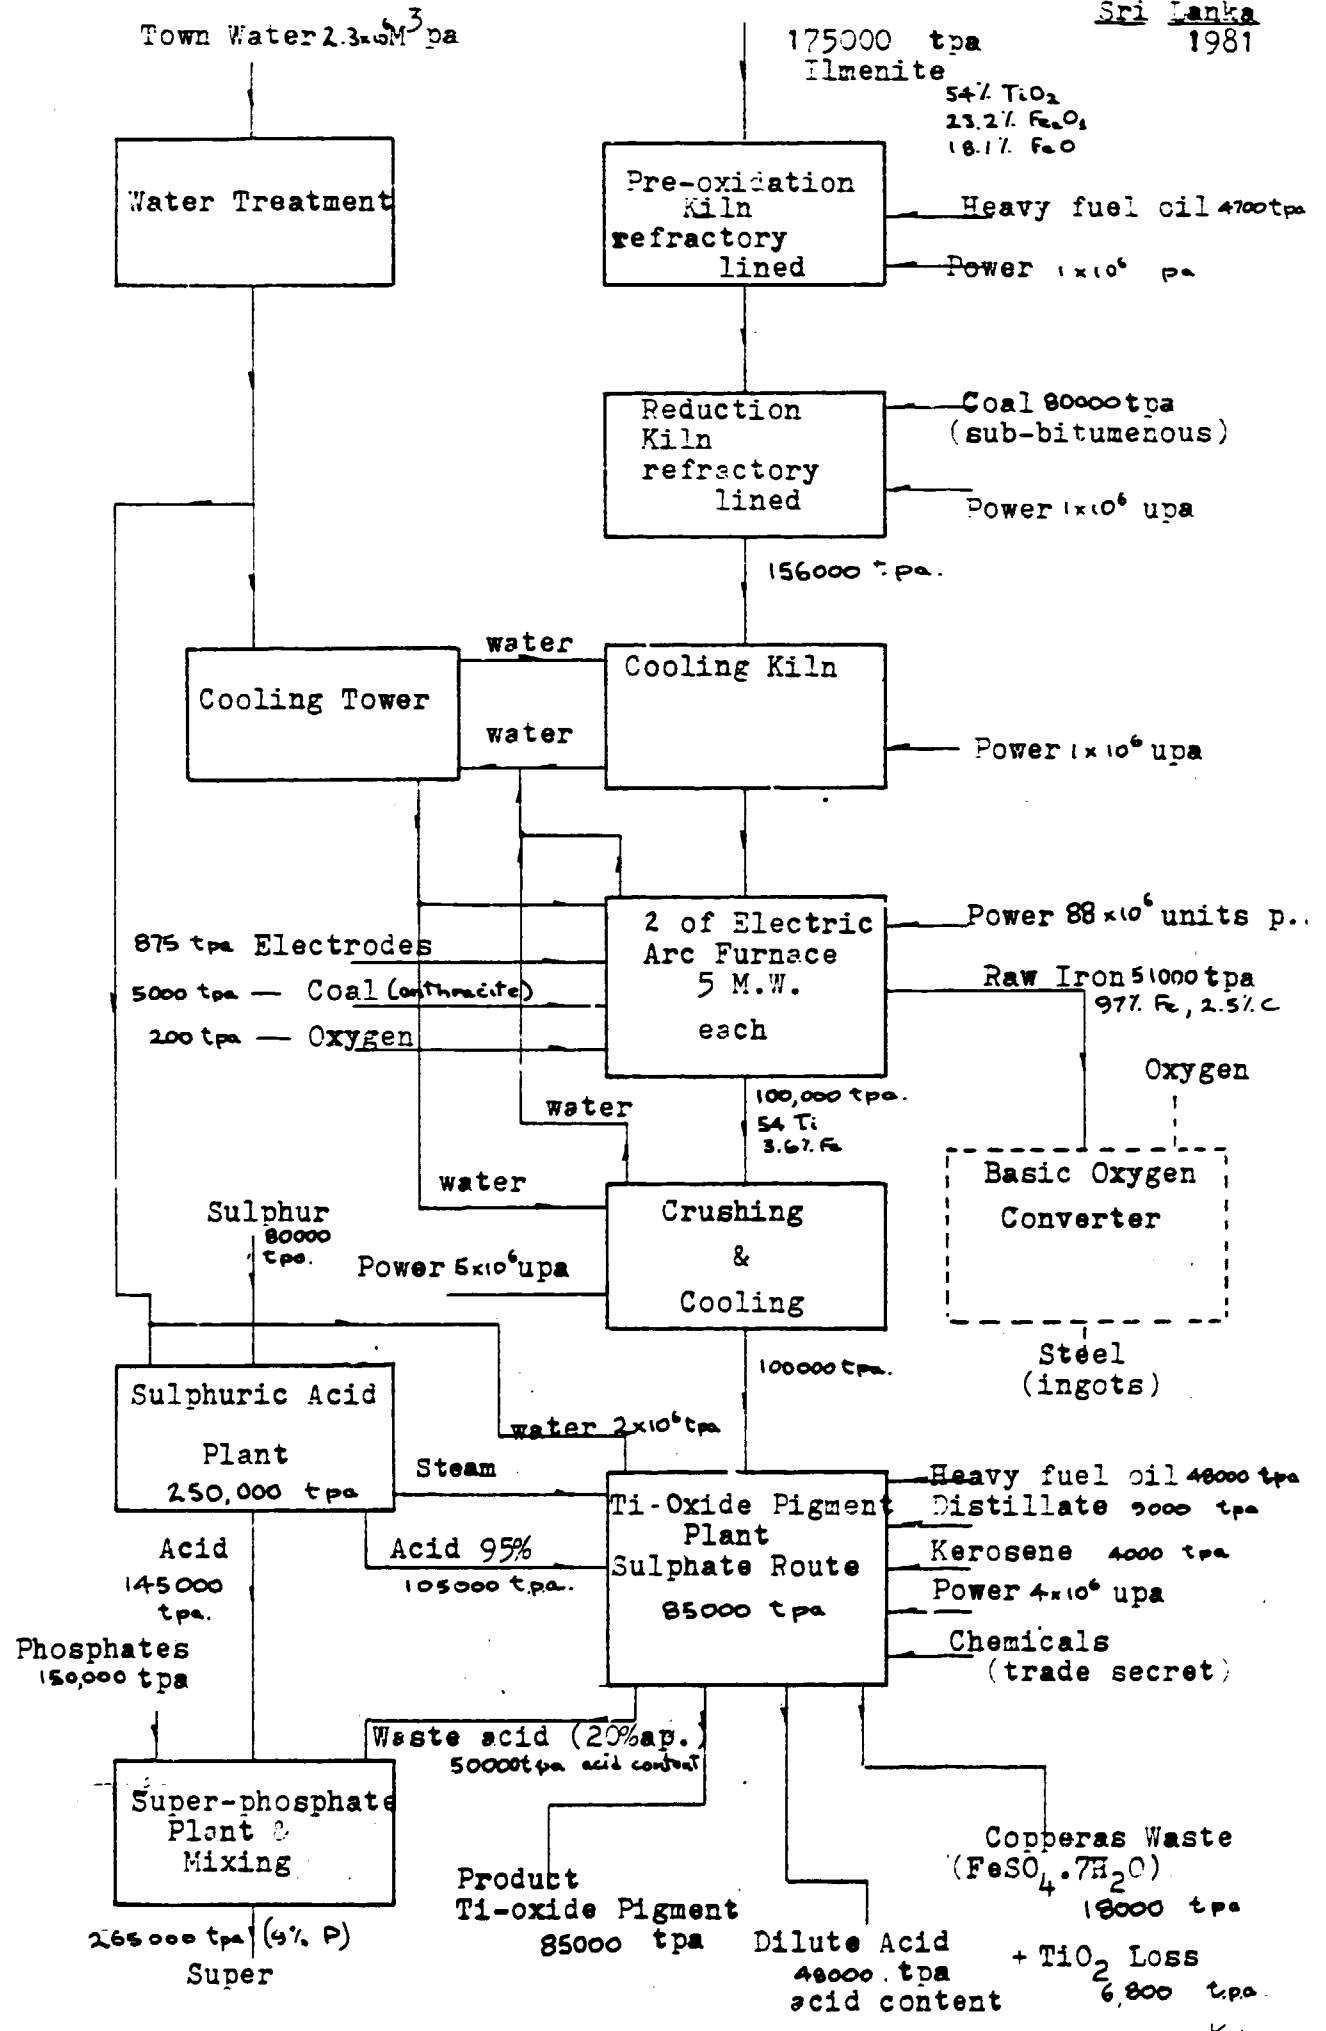 Sri Lanka
1981
Town Water 2.3x10⁶M³pa
175000 tpa
Ilmenite
54% TiO₂
23.2% Fe₂O₃
18.1% FeO
Water Treatment
Pre-oxidation
Kiln
refractory
lined
Heavy fuel oil 4700tpa
Power 1x10⁶ pa
Reduction
Kiln
refractory
lined
Coal 80000tpa
(sub-bitumenous)
Power 1x10⁶ upa
156000 tpa.
water
Cooling Tower
water
Cooling Kiln
Power 1x10⁶ upa
2 of Electric
Arc Furnace
5 M.W.
each
875 tpa Electrodes
5000 tpa — Coal (anthracite)
200 tpa — Oxygen
Power 88x10⁶ units p..
Raw Iron 51000tpa
97% Fe, 2.5% C
Oxygen
100,000 tpa.
54 Ti
3.6% Fe
water
water
Crushing
&
Cooling
Basic Oxygen
Converter
Steel
(ingots)
Sulphur
80000
tpa.
Power 5x10⁶upa
100000tpa.
Sulphuric Acid
Plant
250,000 tpa
water 2x10⁶tpa
Steam
Acid 95%
105000 t.p.a.
Ti-Oxide Pigment
Plant
Sulphate Route
85000 tpa
Heavy fuel oil 48000 tpa
Distillate 9000 tpa
Kerosene 4000 tpa
Power 4x10⁶ upa
Chemicals
(trade secret)
Acid
145000
tpa.
Phosphates
150,000 tpa
Waste acid (20%ap.)
50000tpa acid content
Super-phosphate
Plant &
Mixing
265000 tpa (9% P)
Super
Product
Ti-oxide Pigment
85000 tpa
Dilute Acid
48000. tpa
acid content
Copperas Waste
(FeSO₄.7H₂O)
18000 tpa
+ TiO₂ Loss
6,800 t.p.a.